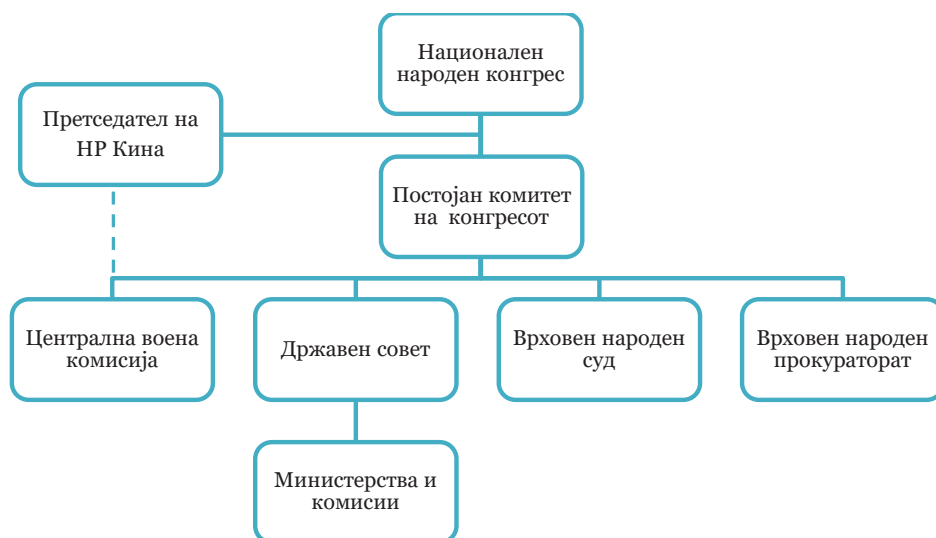 Национален
народен конгрес
Претседател на
НР Кина
Постојан комитет
на конгресот
Централна воена
комисија
Државен совет
Врховен народен
суд
Врховен народен
прокураторат
Министерства и
комисии